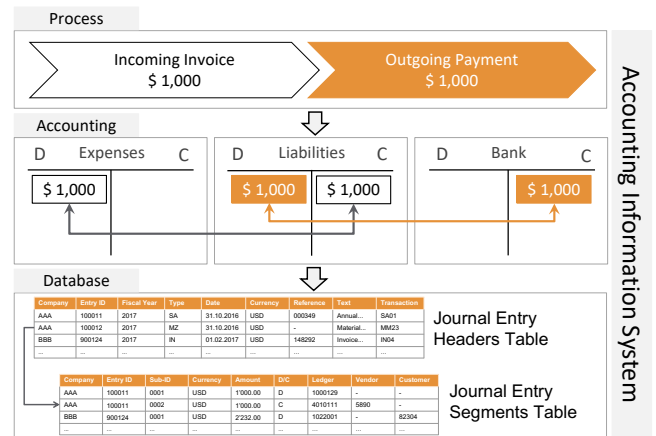 Process
Incoming Invoice
$ 1,000
Outgoing Payment
$ 1,000
Accounting
D Expenses C
$ 1,000
D Liabilities C
$ 1,000 $ 1,000
D Bank C
$ 1,000
Database
Company Entry ID Fiscal Year Type Date Currency Reference Text Transaction
AAA 100011 2017 SA 31.10.2016 USD 000349 Annual... SA01
AAA 100012 2017 MZ 31.10.2016 USD - Material... MM23
BBB 900124 2017 IN 01.02.2017 USD 148292 Invoice... IN04
... ... ... ... ... ... ... ... ...
Journal Entry
Headers Table
Company Entry ID Sub-ID Currency Amount D/C Ledger Vendor Customer
AAA 100011 0001 USD 1'000.00 D 1000129 - -
AAA 100011 0002 USD 1'000.00 C 4010111 5890 -
BBB 900124 0001 USD 2'232.00 D 1022001 - 82304
... ... ... ... ... ... ... ... ...
Journal Entry
Segments Table
Accounting Information System